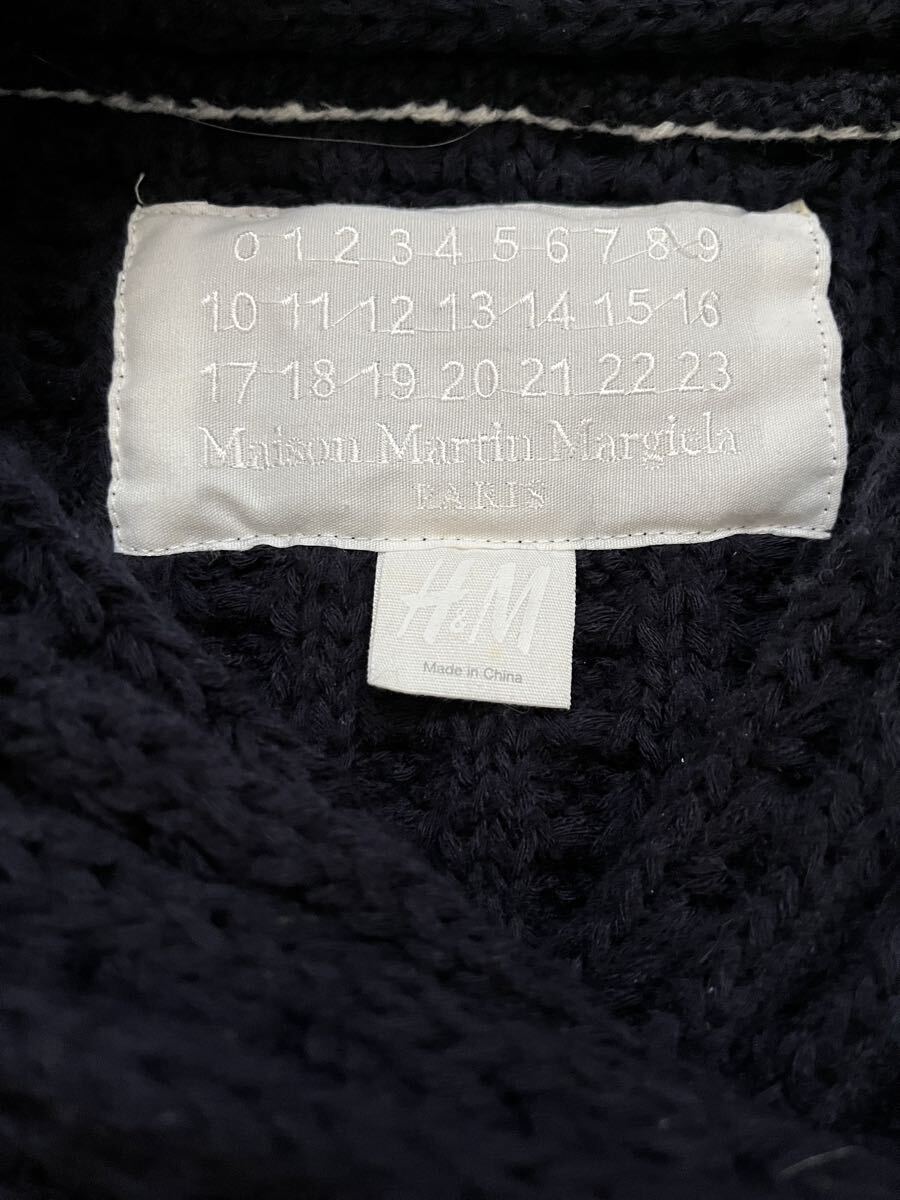 0 1 2 3 4 5 6 7 8 9
10 11 12 13 14 15 16
17 18 19 20 21 22 23
Maison Martin Margiela
PARIS
H&M
Made in China